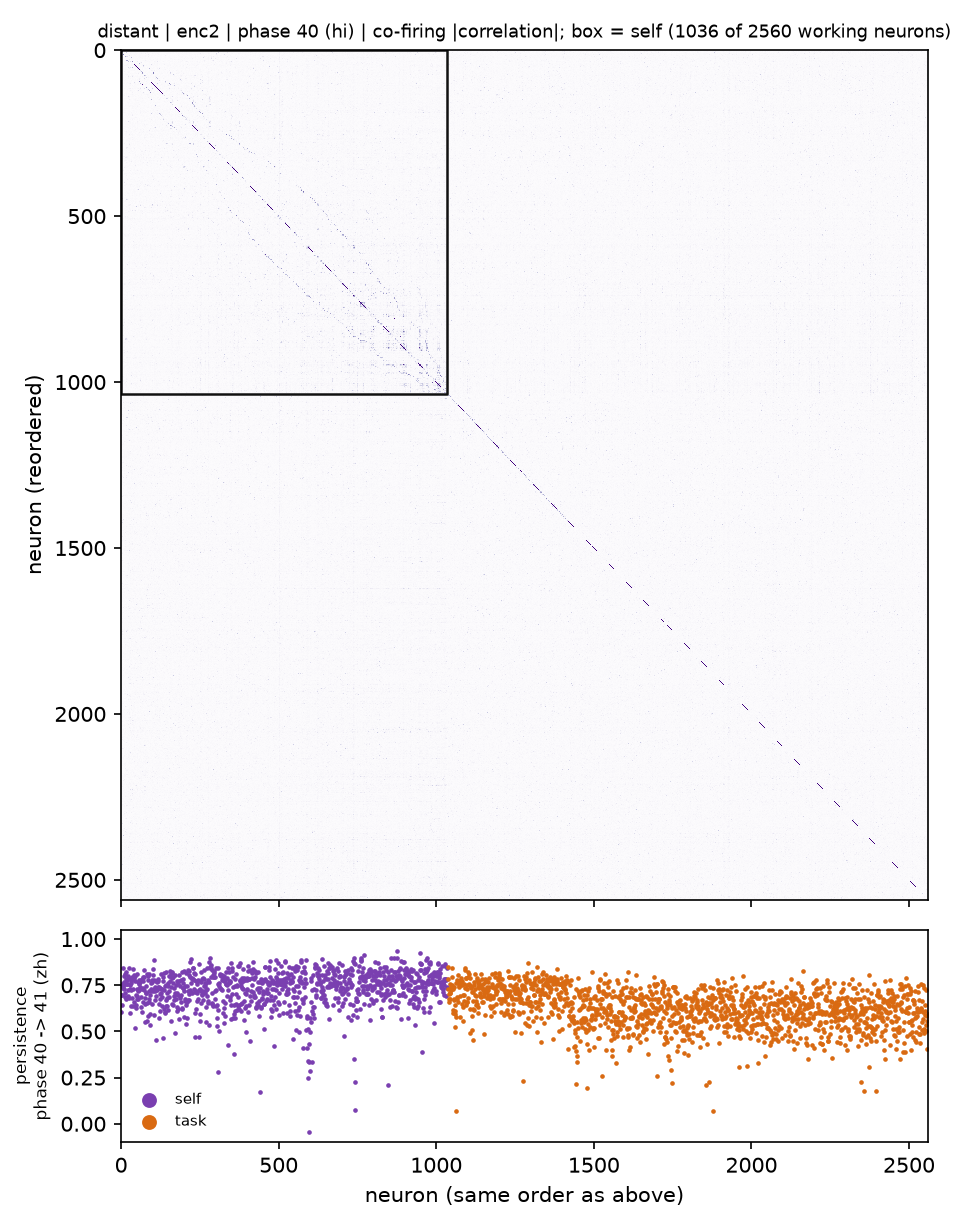 distant | enc2 | phase 40 (hi) | co-firing |correlation|; box = self (1036 of 2560 working neurons)
0
500
1000
1500
2000
2500
neuron (reordered)
1.00
0.75
0.50
0.25
0.00
persistence
phase 40 -> 41 (zh)
self
task
0
500
1000
1500
2000
2500
neuron (same order as above)